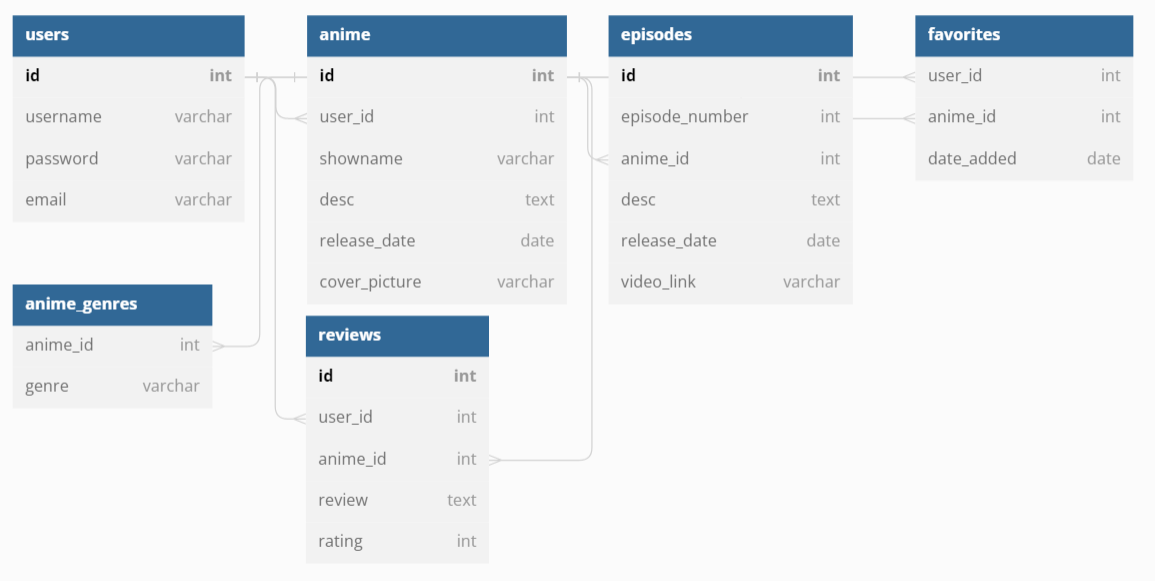 users
id int
username varchar
password varchar
email varchar
anime
id int
user_id int
showname varchar
desc text
release_date date
cover_picture varchar
episodes
id int
episode_number int
anime_id int
desc text
release_date date
video_link varchar
favorites
user_id int
anime_id int
date_added date
anime_genres
anime_id int
genre varchar
reviews
id int
user_id int
anime_id int
review text
rating int